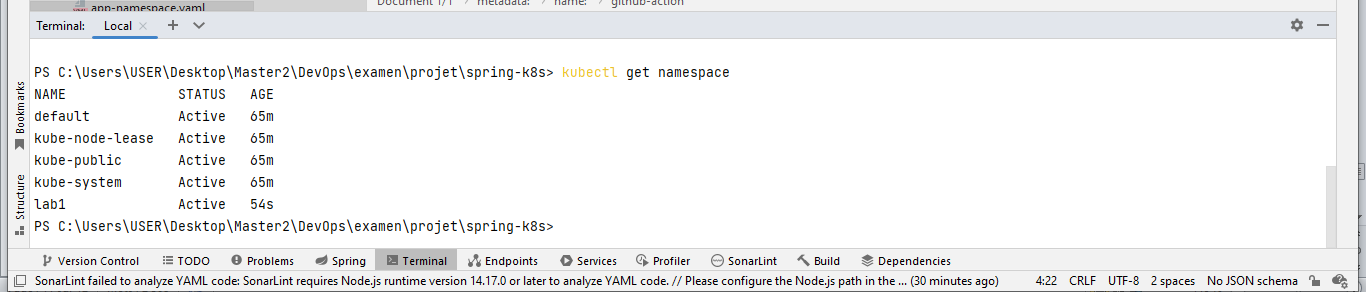 app-namespace.yaml
Document 1/1 › metadata: › name: › github-action
Terminal: Local × +
PS C:\Users\USER\Desktop\Master2\DevOps\examen\projet\spring-k8s> kubectl get namespace
NAME STATUS AGE
default Active 65m
kube-node-lease Active 65m
kube-public Active 65m
kube-system Active 65m
lab1 Active 54s
PS C:\Users\USER\Desktop\Master2\DevOps\examen\projet\spring-k8s>
Bookmarks
Structure
Version Control TODO Problems Spring Terminal Endpoints Services Profiler SonarLint Build Dependencies
SonarLint failed to analyze YAML code: SonarLint requires Node.js runtime version 14.17.0 or later to analyze YAML code. // Please configure the Node.js path in the ... (30 minutes ago) 4:22 CRLF UTF-8 2 spaces No JSON schema